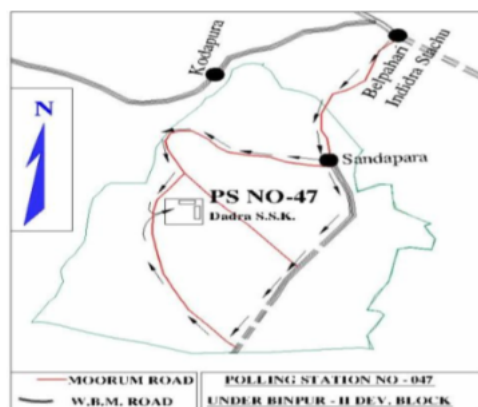 Kodapura
Belpahari
Indidra Stachu
N
Sandapara
PS NO-47
Dadra S.S.K.
MOORUM ROAD
W.B.M. ROAD
POLLING STATION NO - 047
UNDER BINPUR - II DEV. BLOCK